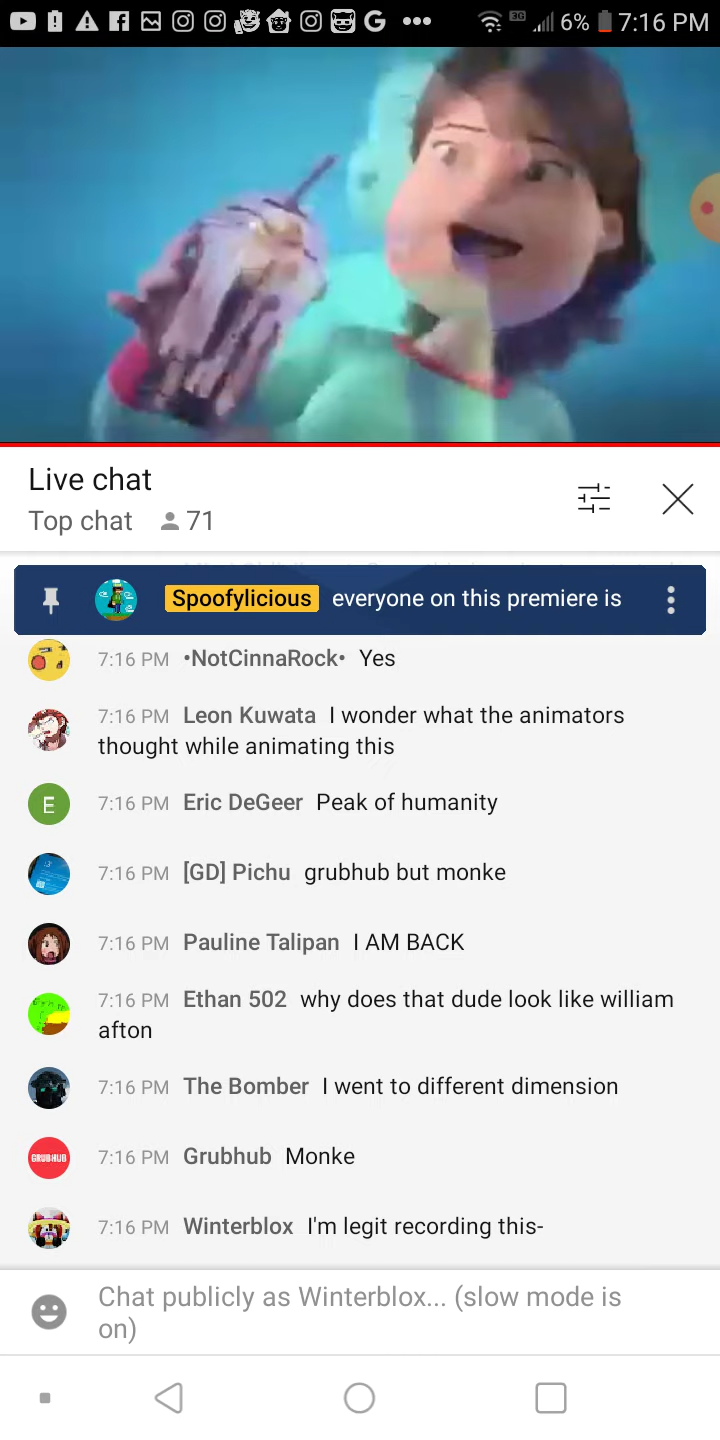 3G 6% 7:16 PM
Live chat
Top chat 71
Spoofylicious everyone on this premiere is
7:16 PM •NotCinnaRock• Yes
7:16 PM Leon Kuwata I wonder what the animators
thought while animating this
E 7:16 PM Eric DeGeer Peak of humanity
7:16 PM [GD] Pichu grubhub but monke
7:16 PM Pauline Talipan I AM BACK
7:16 PM Ethan 502 why does that dude look like william
afton
7:16 PM The Bomber I went to different dimension
GRUBHUB 7:16 PM Grubhub Monke
7:16 PM Winterblox I'm legit recording this-
Chat publicly as Winterblox... (slow mode is
on)